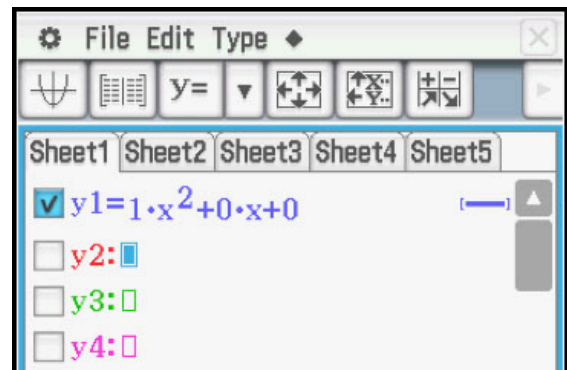 File Edit Type ◆
Y= ▼ X: Y:
Sheet1 Sheet2 Sheet3 Sheet4 Sheet5
y1=1·x²+0·x+0
y2:
y3:
y4: